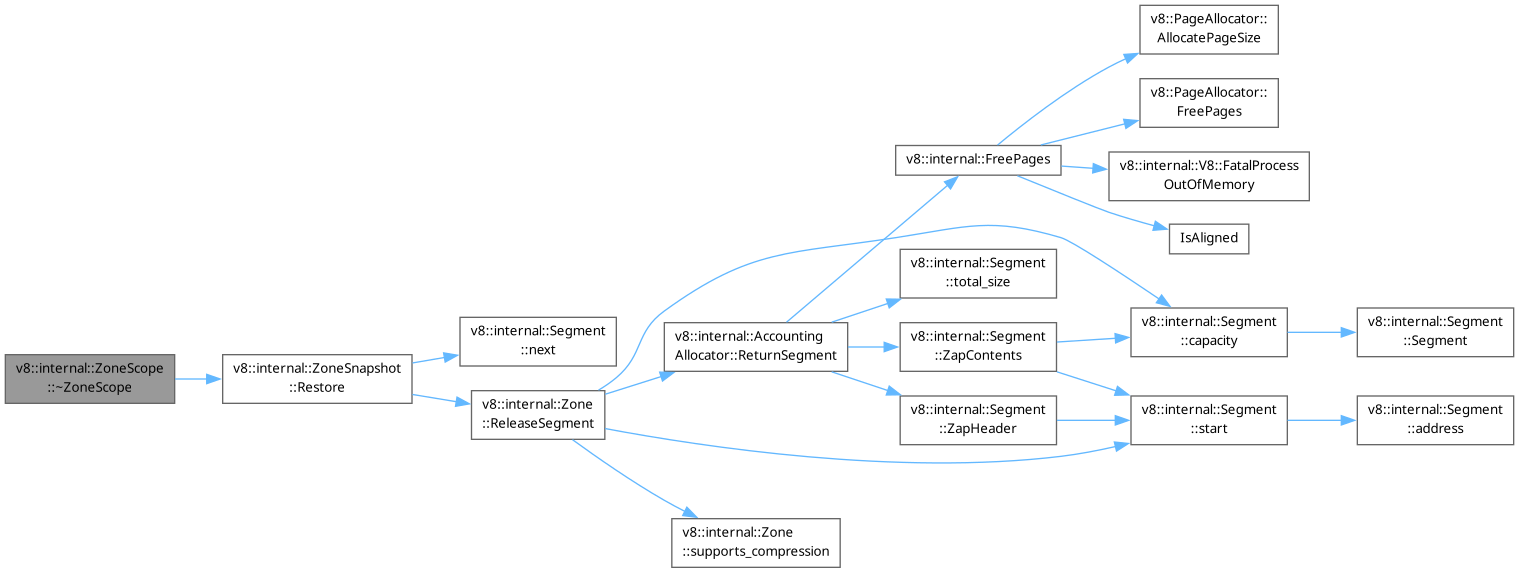 v8::internal::ZoneScope
::~ZoneScope
v8::internal::ZoneSnapshot
::Restore
v8::internal::Segment
::next
v8::internal::Zone
::ReleaseSegment
v8::internal::Accounting
Allocator::ReturnSegment
v8::internal::Zone
::supports_compression
v8::internal::FreePages
v8::internal::Segment
::total_size
v8::internal::Segment
::ZapContents
v8::internal::Segment
::ZapHeader
v8::PageAllocator::
AllocatePageSize
v8::PageAllocator::
FreePages
v8::internal::V8::FatalProcess
OutOfMemory
IsAligned
v8::internal::Segment
::capacity
v8::internal::Segment
::start
v8::internal::Segment
::Segment
v8::internal::Segment
::address